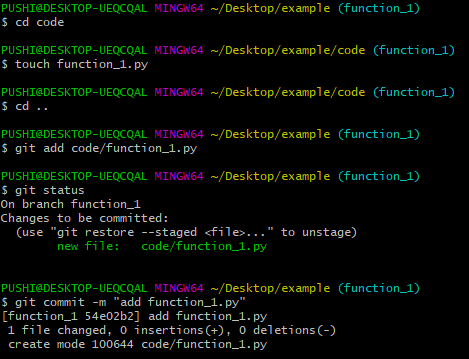 PUSHI@DESKTOP-UEQCQAL MINGW64 ~/Desktop/example (function_1)
$ cd code
PUSHI@DESKTOP-UEQCQAL MINGW64 ~/Desktop/example/code (function_1)
$ touch function_1.py
PUSHI@DESKTOP-UEQCQAL MINGW64 ~/Desktop/example/code (function_1)
$ cd ..
PUSHI@DESKTOP-UEQCQAL MINGW64 ~/Desktop/example (function_1)
$ git add code/function_1.py
PUSHI@DESKTOP-UEQCQAL MINGW64 ~/Desktop/example (function_1)
$ git status
On branch function_1
Changes to be committed:
  (use "git restore --staged <file>..." to unstage)
        new file:   code/function_1.py
PUSHI@DESKTOP-UEQCQAL MINGW64 ~/Desktop/example (function_1)
$ git commit -m "add function_1.py"
[function_1 54e02b2] add function_1.py
 1 file changed, 0 insertions(+), 0 deletions(-)
 create mode 100644 code/function_1.py